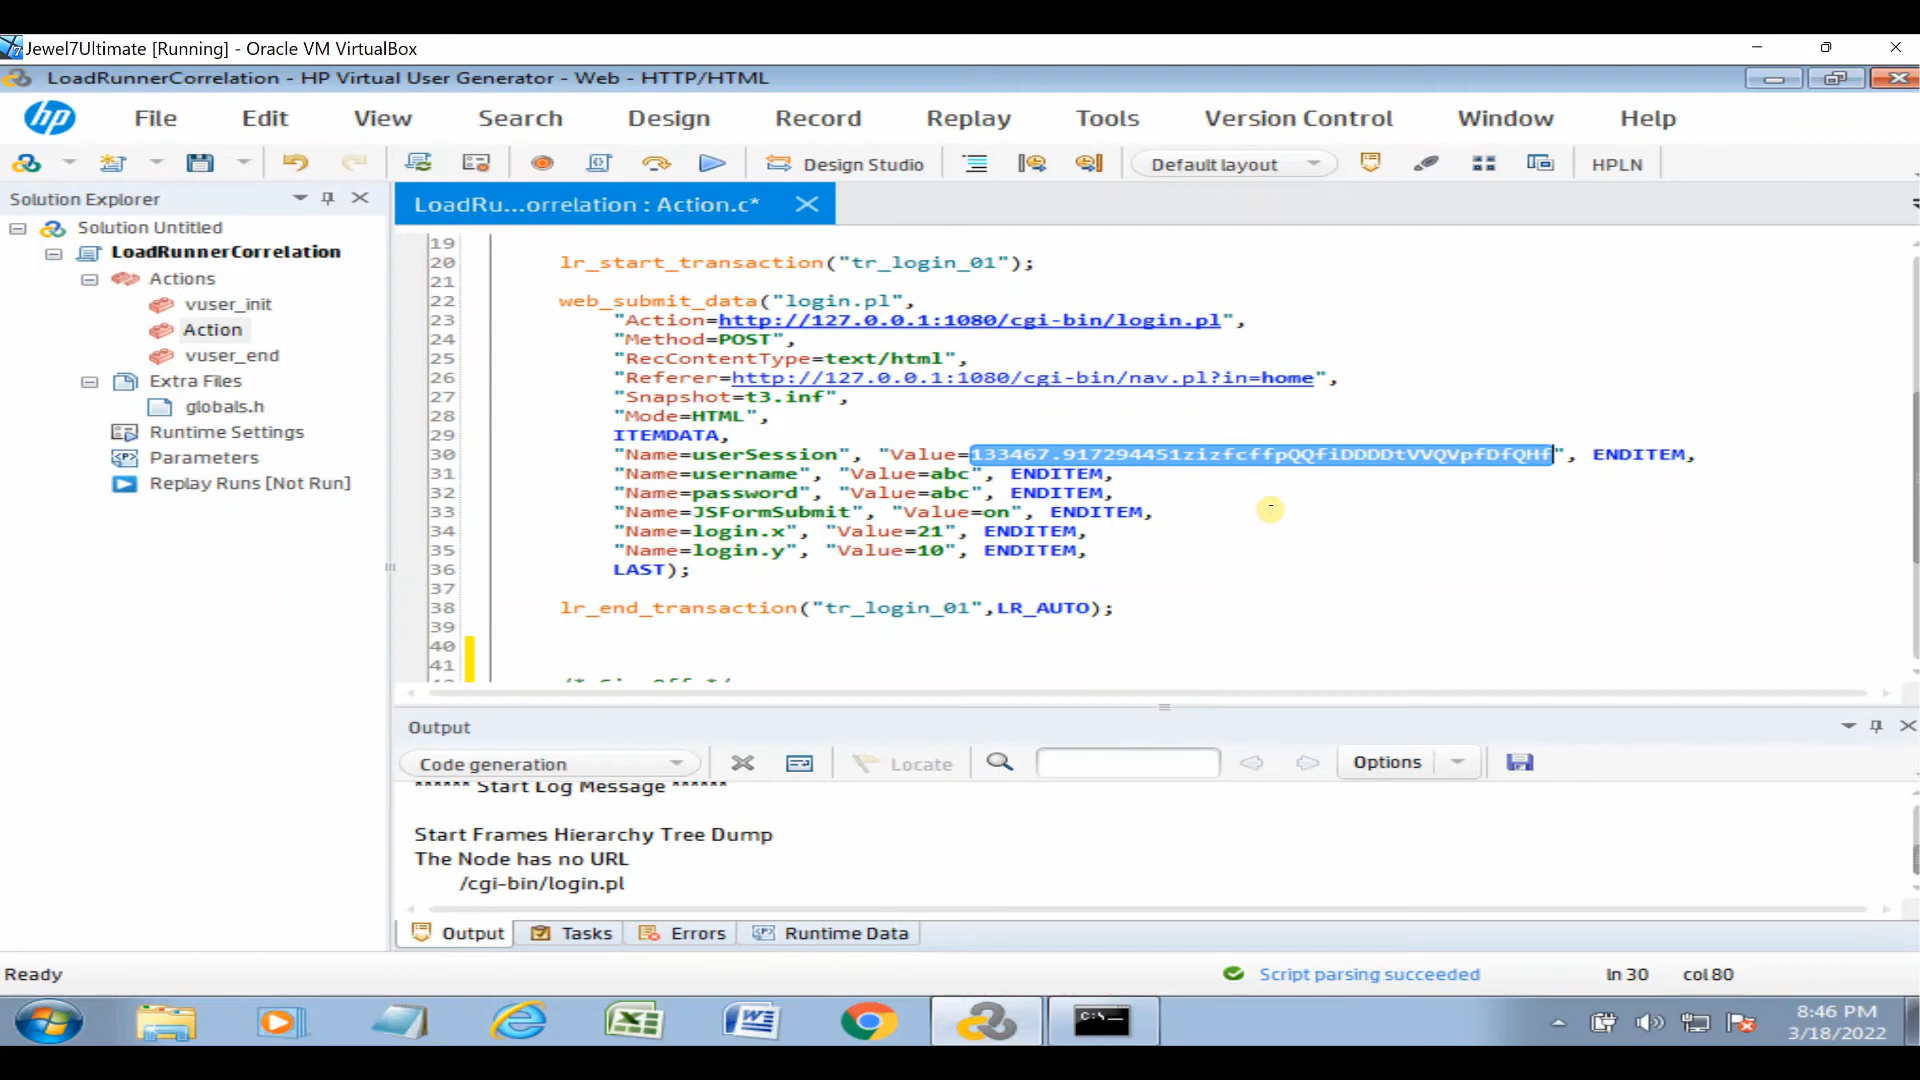 Jewel7Ultimate [Running] - Oracle VM VirtualBox
LoadRunnerCorrelation - HP Virtual User Generator - Web - HTTP/HTML
hp File Edit View Search Design Record Replay Tools Version Control Window Help
Design Studio Default layout HPLN
Solution Explorer
Solution Untitled
LoadRunnerCorrelation
Actions
vuser_init
Action
vuser_end
Extra Files
globals.h
Runtime Settings
Parameters
Replay Runs [Not Run]
LoadRu...orrelation : Action.c*
19
20 lr_start_transaction("tr_login_01");
21
22 web_submit_data("login.pl",
23 "Action=http://127.0.0.1:1080/cgi-bin/login.pl",
24 "Method=POST",
25 "RecContentType=text/html",
26 "Referer=http://127.0.0.1:1080/cgi-bin/nav.pl?in=home",
27 "Snapshot=t3.inf",
28 "Mode=HTML",
29 ITEMDATA,
30 "Name=userSession", "Value=133467.917294451zizfcffpQQfiDDDDtVVQVpfDfQHf", ENDITEM,
31 "Name=username", "Value=abc", ENDITEM,
32 "Name=password", "Value=abc", ENDITEM,
33 "Name=JSFormSubmit", "Value=on", ENDITEM,
34 "Name=login.x", "Value=21", ENDITEM,
35 "Name=login.y", "Value=10", ENDITEM,
36 LAST);
37
38 lr_end_transaction("tr_login_01",LR_AUTO);
39
40
41
Output
Code generation Locate Options
****** Start Log Message ******
Start Frames Hierarchy Tree Dump
The Node has no URL
/cgi-bin/login.pl
Output Tasks Errors Runtime Data
Ready Script parsing succeeded ln 30 col 80
8:46 PM
3/18/2022